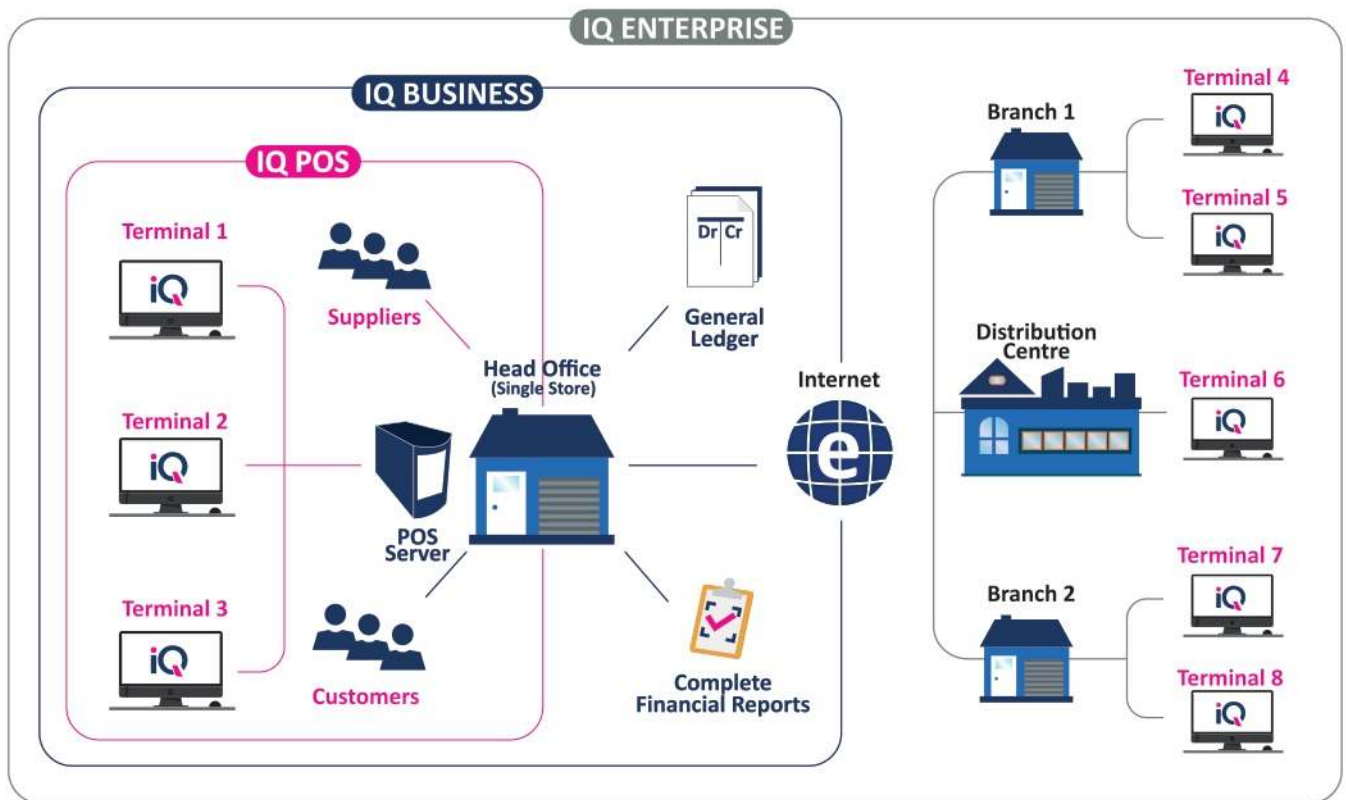 IQ ENTERPRISE
IQ BUSINESS
IQ POS
Terminal 1
iQ
Terminal 2
iQ
Terminal 3
iQ
Suppliers
POS
Server
Customers
Head Office
(Single Store)
Dr Cr
General
Ledger
Complete
Financial Reports
Internet
e
Branch 1
Terminal 4
iQ
Terminal 5
iQ
Distribution
Centre
Terminal 6
iQ
Branch 2
Terminal 7
iQ
Terminal 8
iQ